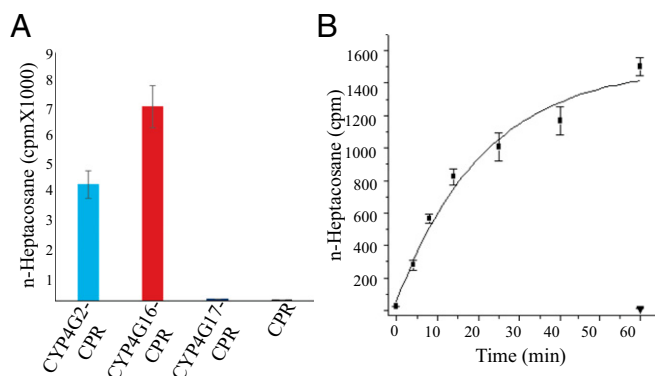 A
n-Heptacosane (cpmX1000)
9
8
7
6
5
4
3
2
1
CYP4G2-
CPR
CYP4G16-
CPR
CYP4G17-
CPR
CPR
B
n-Heptacosane (cpm)
1600
1400
1200
1000
800
600
400
200
0 10 20 30 40 50 60
Time (min)